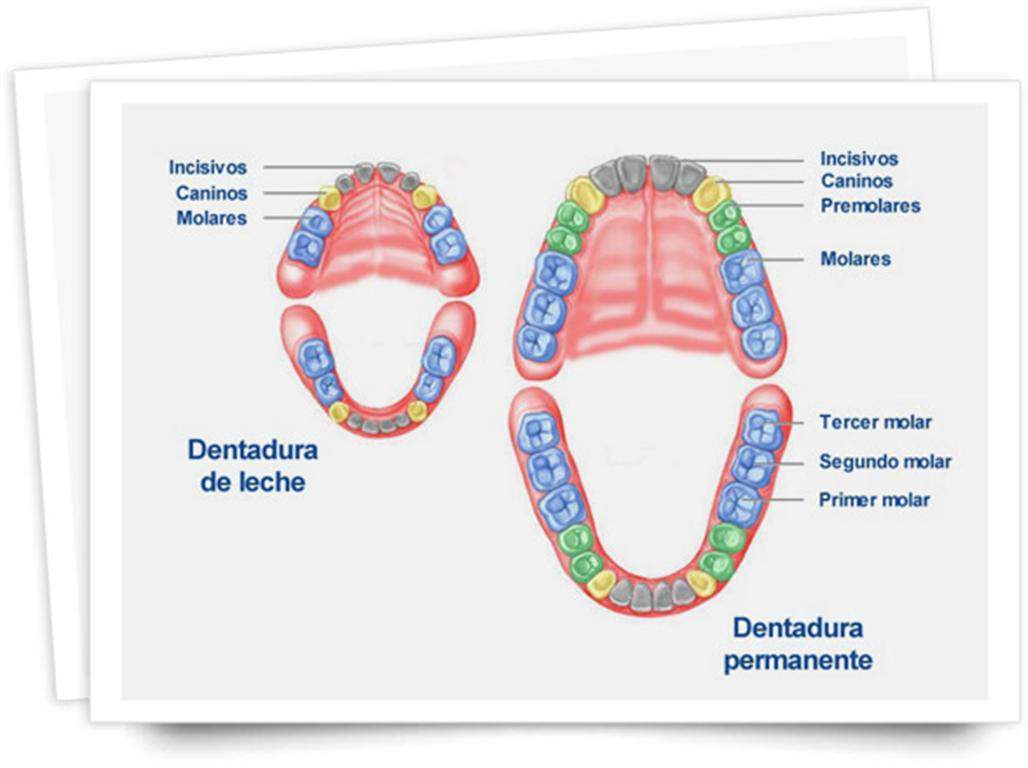 Incisivos
Caninos
Molares
Dentadura
de leche
Incisivos
Caninos
Premolares
Molares
Tercer molar
Segundo molar
Primer molar
Dentadura
permanente